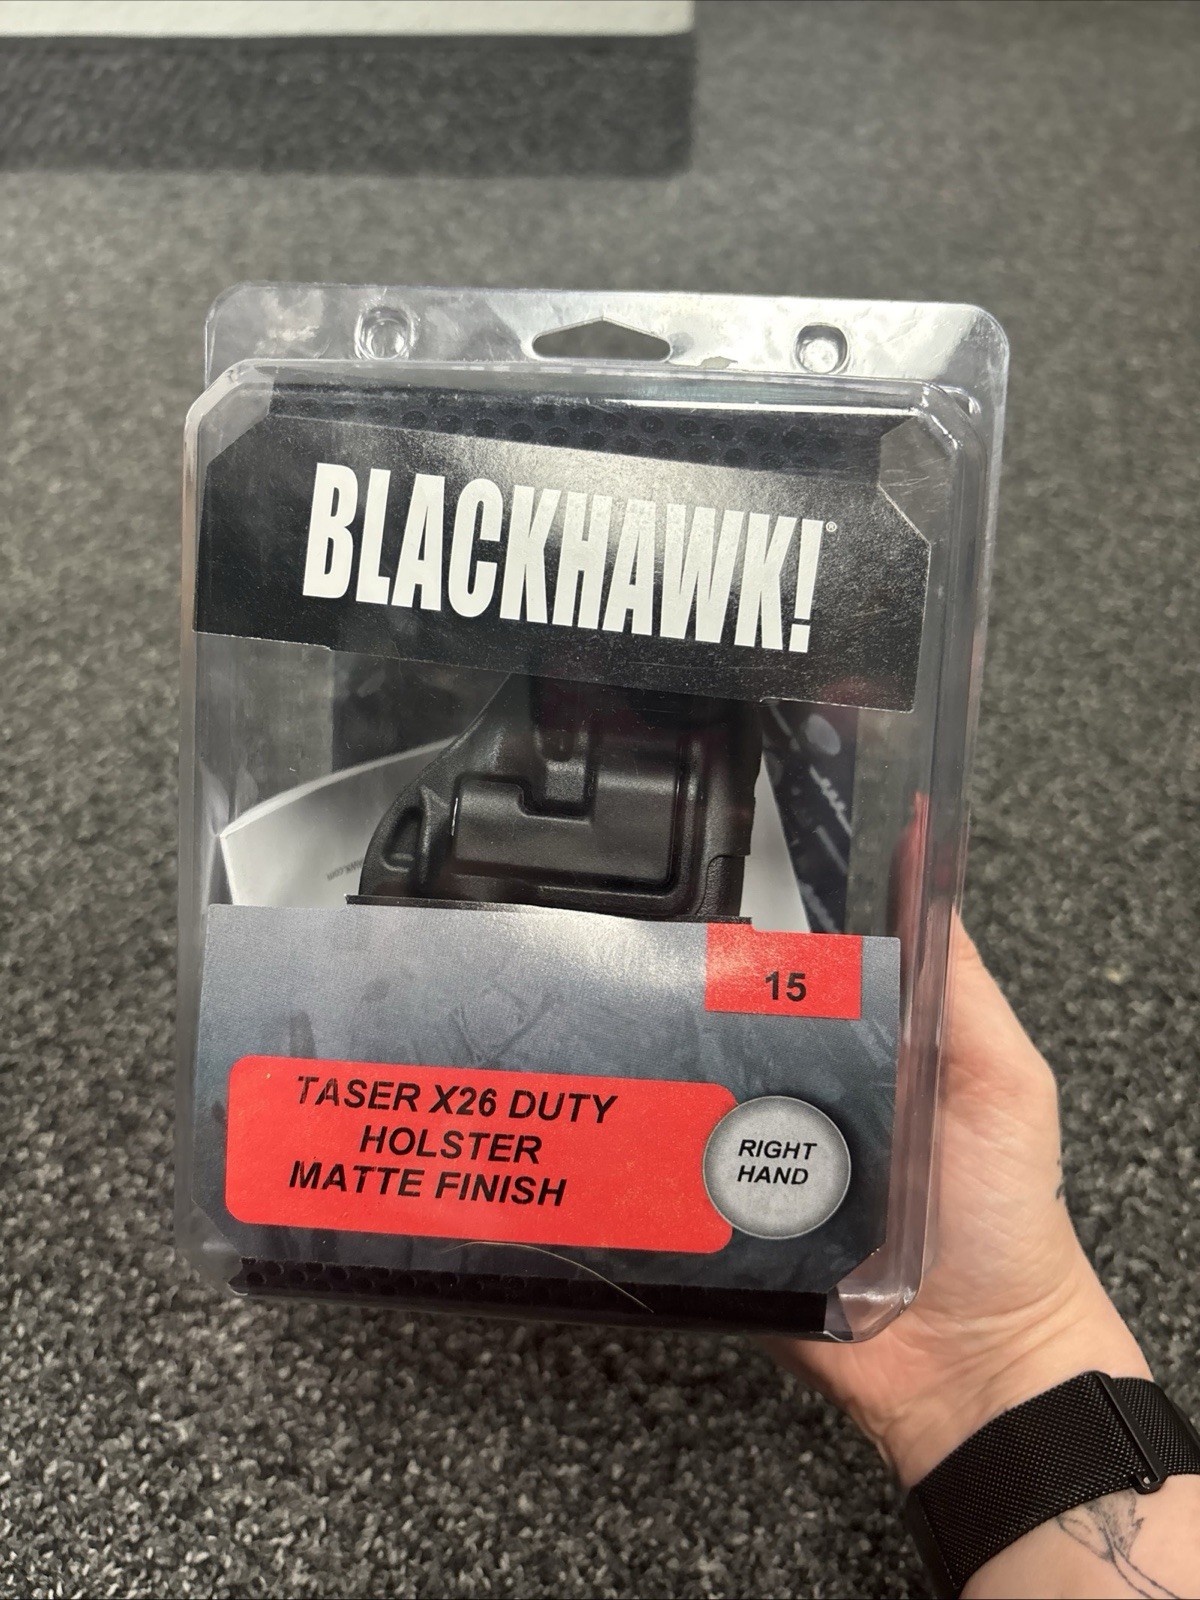 BLACKHAWK!®
15
TASER X26 DUTY
HOLSTER
MATTE FINISH
RIGHT
HAND